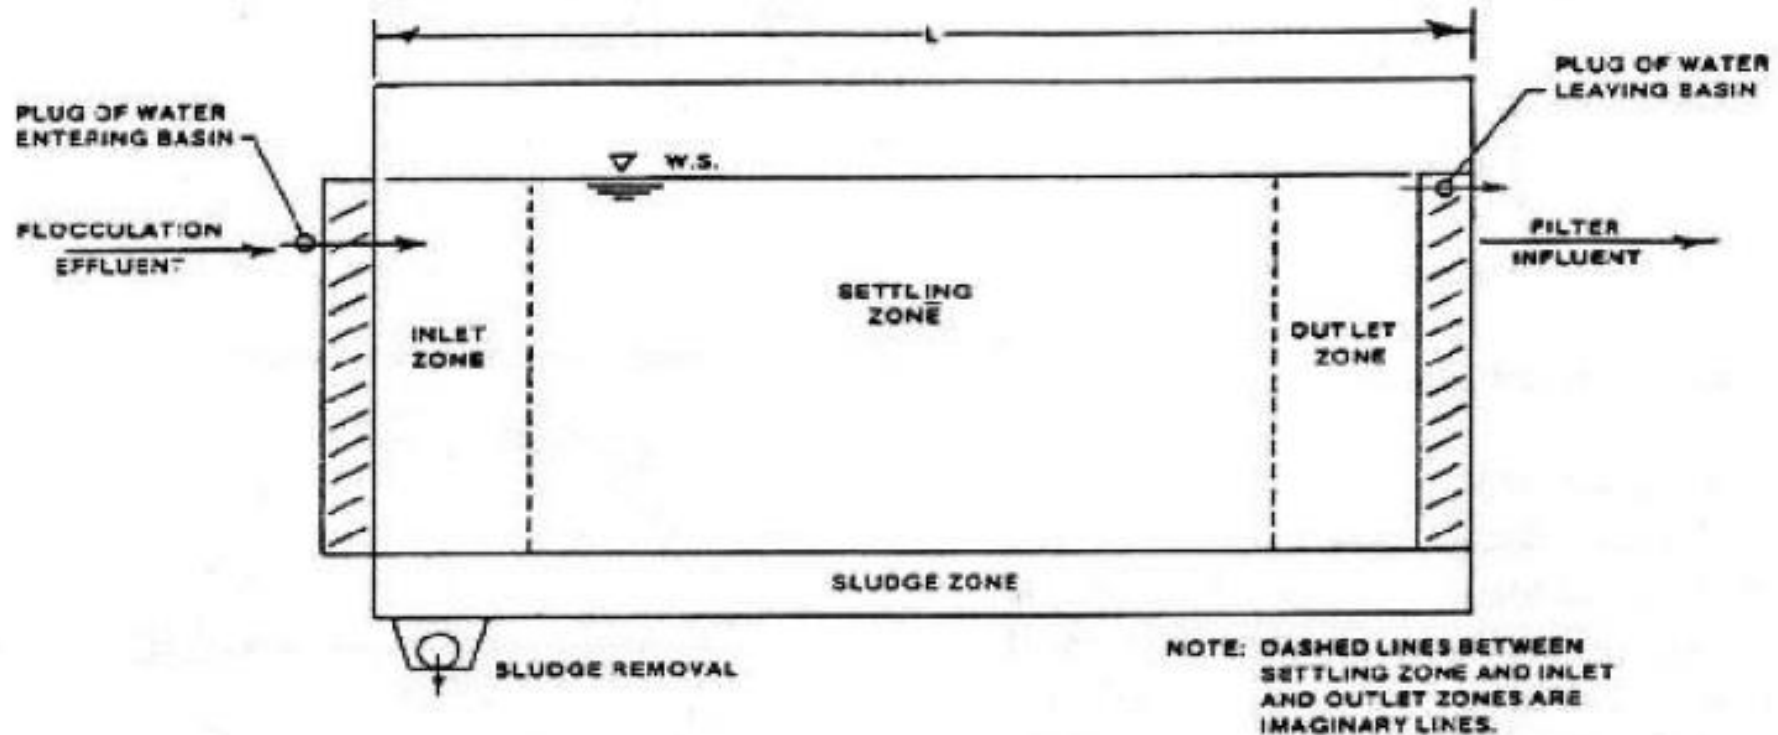 L
PLUG OF WATER
LEAVING BASIN
PLUG OF WATER
ENTERING BASIN
W.S.
FLOCCULATION
EFFLUENT
FILTER
INFLUENT
SETTLING
ZONE
INLET
ZONE
OUTLET
ZONE
SLUDGE ZONE
SLUDGE REMOVAL
NOTE: DASHED LINES BETWEEN
SETTLING ZONE AND INLET
AND OUTLET ZONES ARE
IMAGINARY LINES.